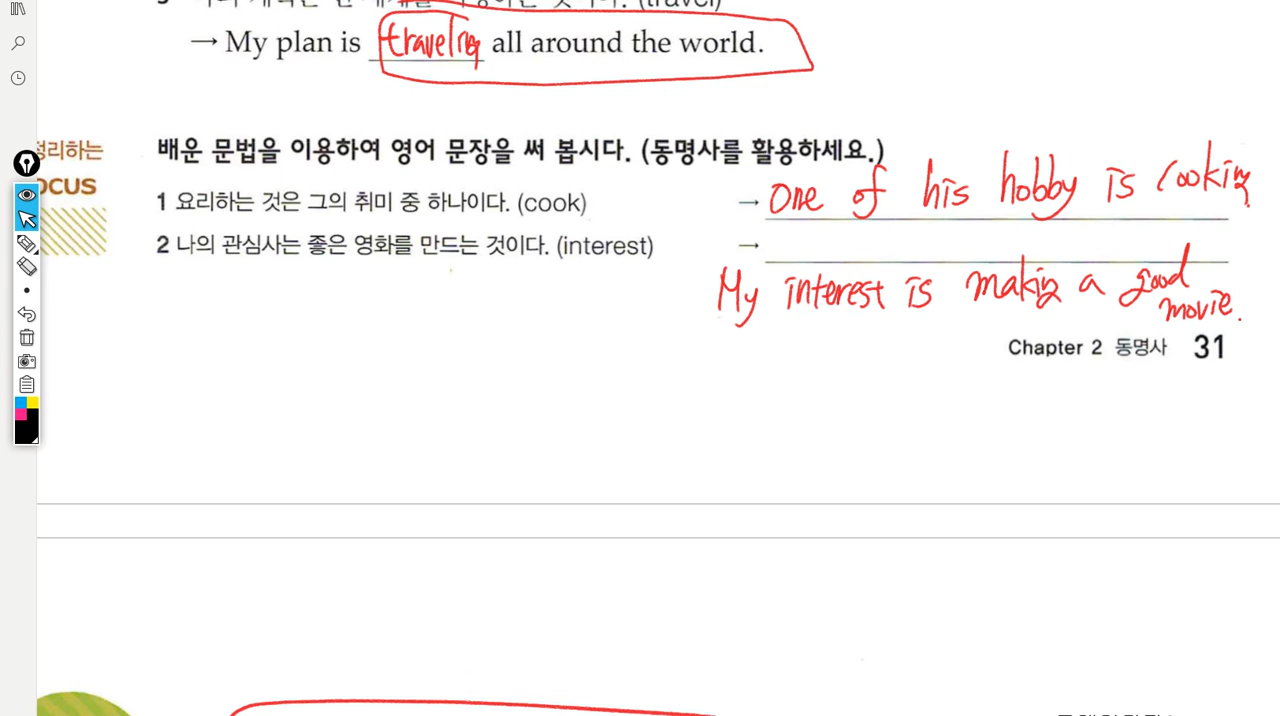 (travel)
→ My plan is traveling all around the world.
정리하는
OCUS
배운 문법을 이용하여 영어 문장을 써 봅시다. (동명사를 활용하세요.)
1 요리하는 것은 그의 취미 중 하나이다. (cook) → One of his hobby is cooking.
2 나의 관심사는 좋은 영화를 만드는 것이다. (interest) →
My interest is making a good
movie.
Chapter 2 동명사 31